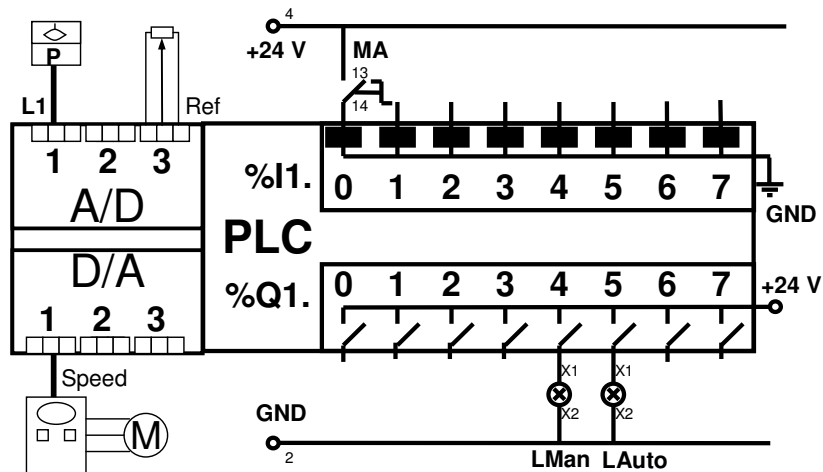 4
+24 V
MA
P
13
14
L1
Ref
1 2 3
A/D
%I1. 0 1 2 3 4 5 6 7
GND
PLC
D/A
1 2 3
%Q1. 0 1 2 3 4 5 6 7
+24 V
Speed
X1 X1
X2 X2
GND
2
M
LMan LAuto